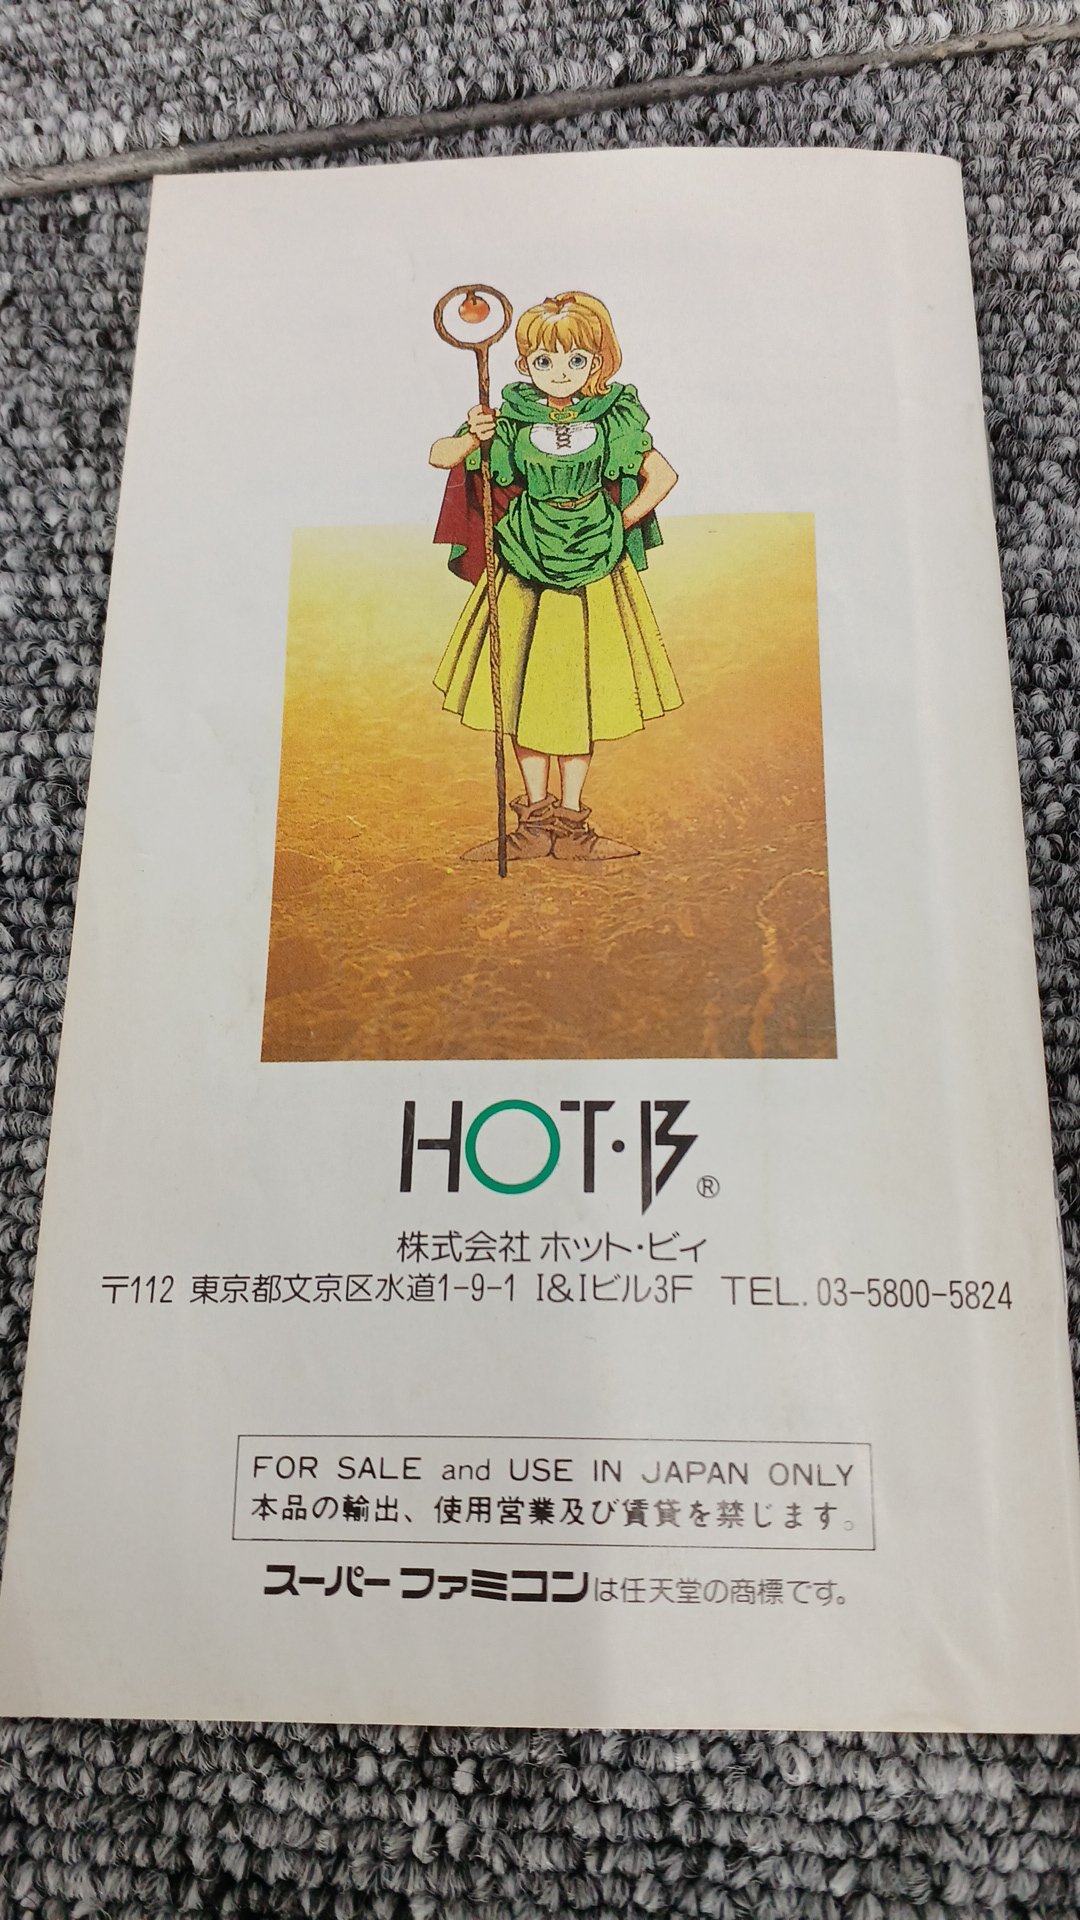 HOT・B®
株式会社 ホット・ビィ
〒112 東京都文京区水道1-9-1 I&Iビル3F TEL. 03-5800-5824
FOR SALE and USE IN JAPAN ONLY
本品の輸出、使用営業及び賃貸を禁じます。
スーパーファミコンは任天堂の商標です。